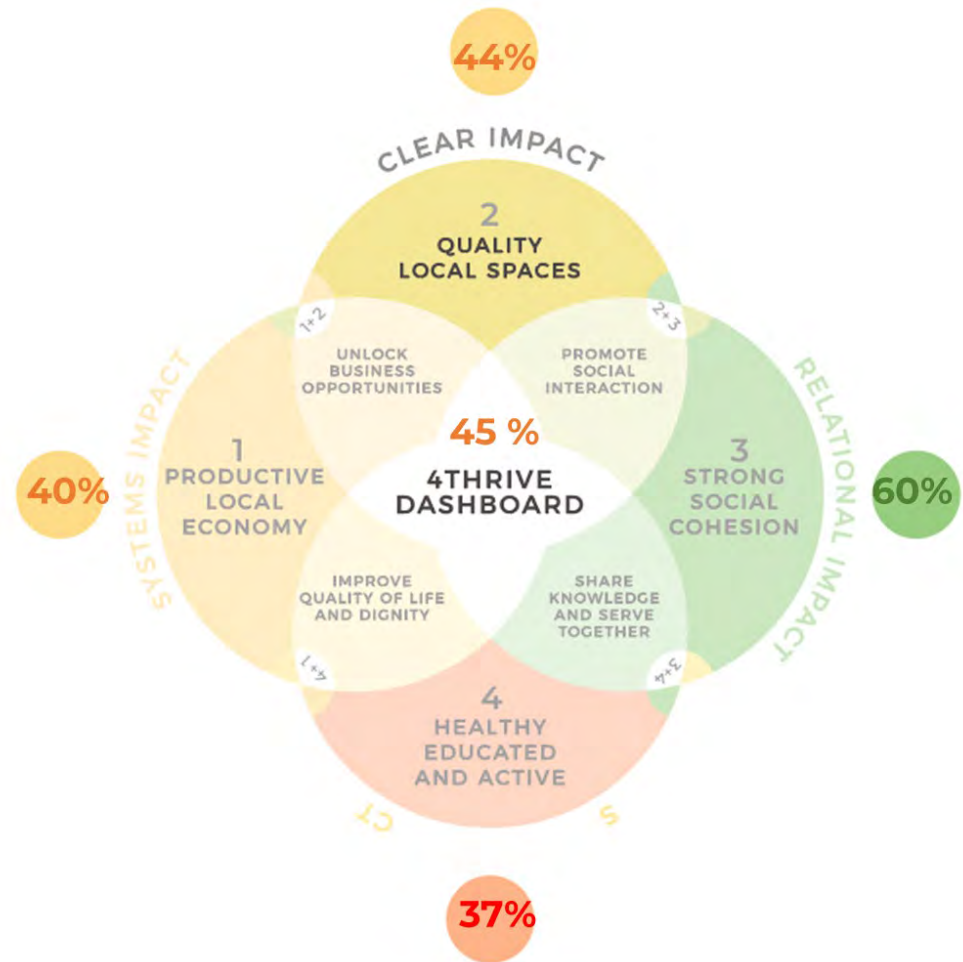 44%
CLEAR IMPACT
2
QUALITY
LOCAL SPACES
1+2
2+3
UNLOCK
BUSINESS
OPPORTUNITIES
PROMOTE
SOCIAL
INTERACTION
45 %
4THRIVE
DASHBOARD
40%
SYSTEMS IMPACT
1
PRODUCTIVE
LOCAL
ECONOMY
3
STRONG
SOCIAL
COHESION
RELATIONAL IMPACT
60%
IMPROVE
QUALITY OF LIFE
AND DIGNITY
SHARE
KNOWLEDGE
AND SERVE
TOGETHER
4+1
3+4
4
HEALTHY
EDUCATED
AND ACTIVE
CT
S
37%